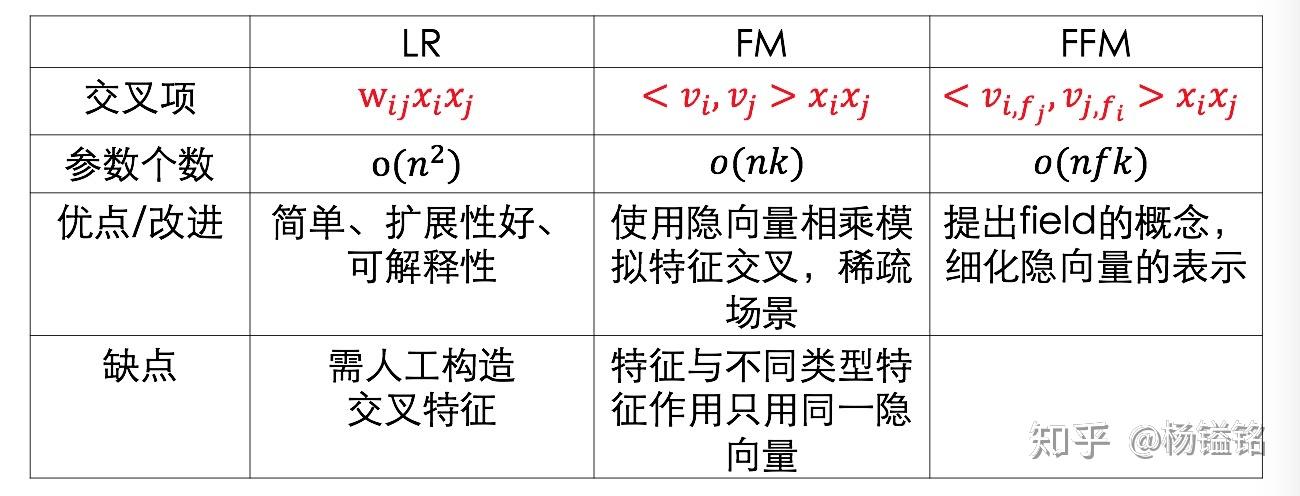 LR FM FFM
交叉项 w_{ij}x_ix_j < v_i, v_j > x_ix_j < v_{i,f_j}, v_{j,f_i} > x_ix_j
参数个数 o(n²) o(nk) o(nfk)
优点/改进 简单、扩展性好、 使用隐向量相乘模 提出field的概念,
可解释性 拟特征交叉，稀疏 细化隐向量的表示
场景
缺点 需人工构造 特征与不同类型特
交叉特征 征作用只用同一隐
向量
知乎 @杨镒铭